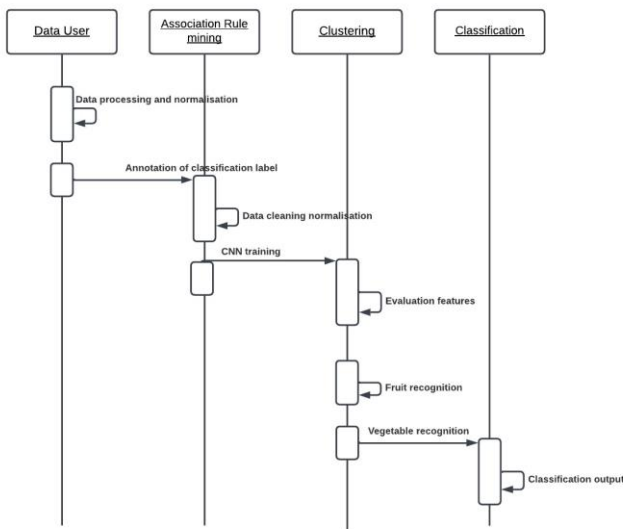 Data User
Association Rule
mining
Clustering
Classification
Data processing and normalisation
Annotation of classification label
Data cleaning normalisation
CNN training
Evaluation features
Fruit recognition
Vegetable recognition
Classification output